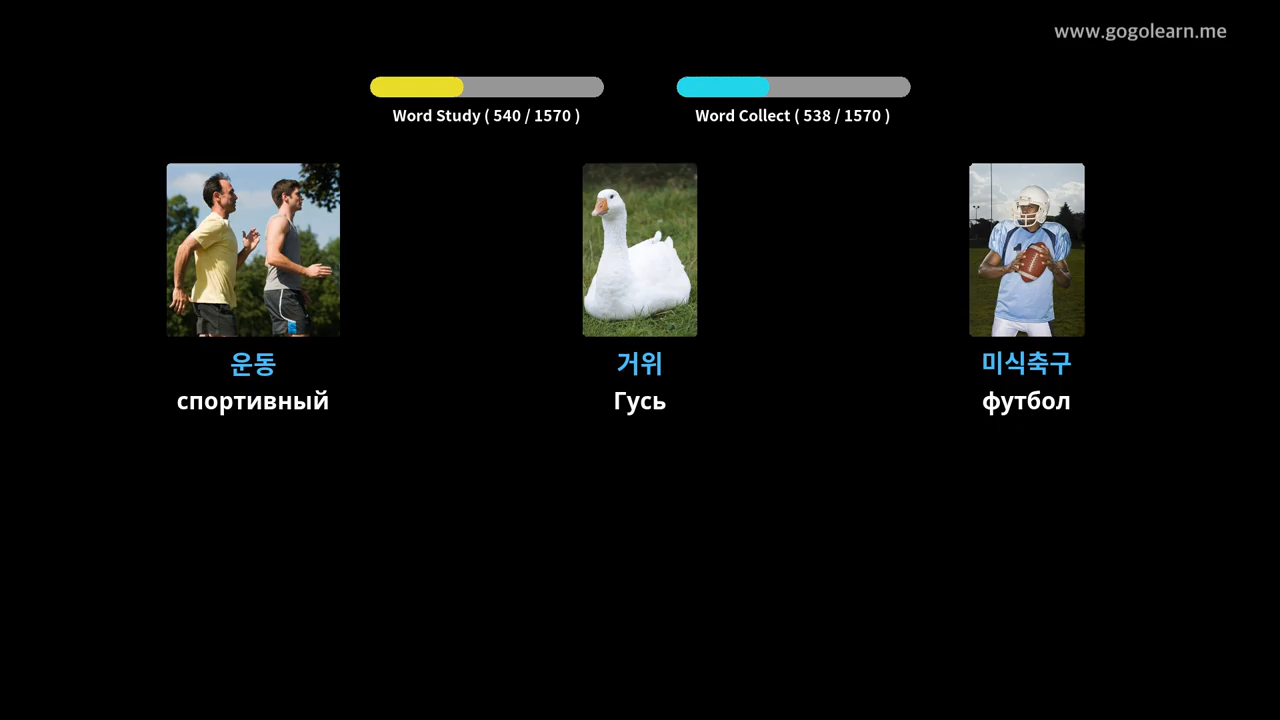 www.gogolearn.me
Word Study ( 540 / 1570 )
Word Collect ( 538 / 1570 )
운동
спортивный
거위
Гусь
미식축구
футбол